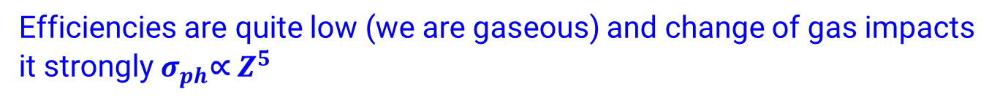 Efficiencies are quite low (we are gaseous) and change of gas impacts
it strongly σ_ph ∝ Z^5